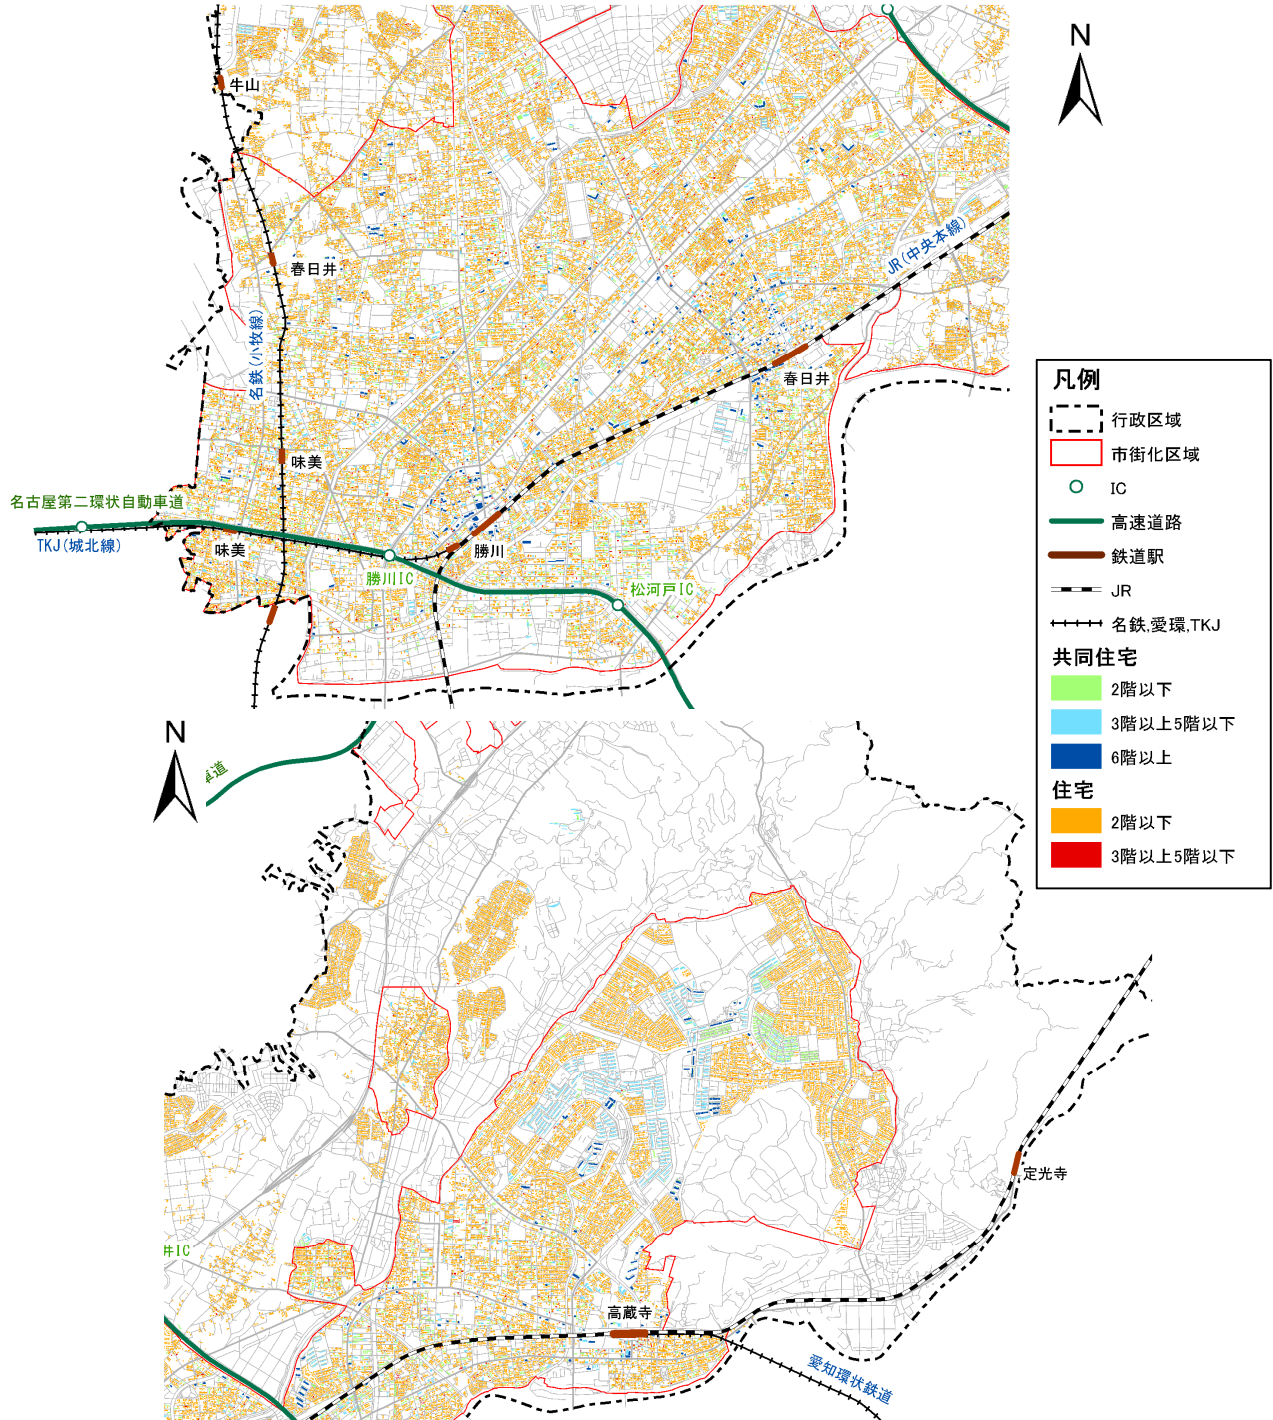 N
牛山
JR(中央本線)
春日井
名鉄(小牧線)
春日井
味美
名古屋第二環状自動車道
TKJ(城北線)
味美
勝川
勝川IC
松河戸IC
凡例
行政区域
市街化区域
IC
高速道路
鉄道駅
JR
名鉄,愛環,TKJ
共同住宅
2階以下
3階以上5階以下
6階以上
住宅
2階以下
3階以上5階以下
N
車道
定光寺
井IC
高蔵寺
愛知環状鉄道